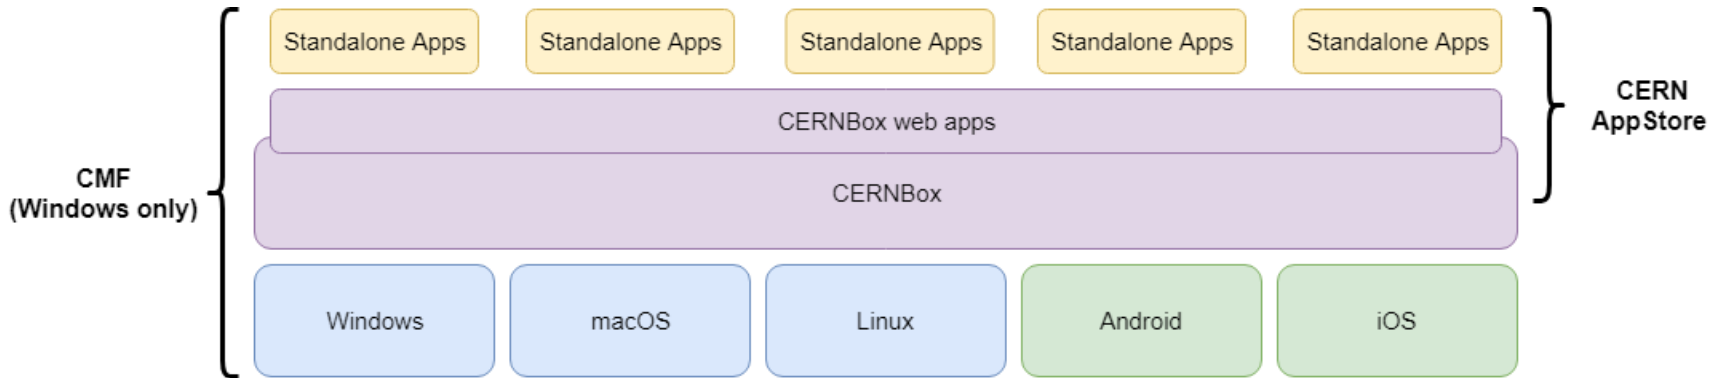 Standalone Apps
Standalone Apps
Standalone Apps
Standalone Apps
Standalone Apps
CERNBox web apps
CERN
AppStore
CMF
(Windows only)
CERNBox
Windows
macOS
Linux
Android
iOS